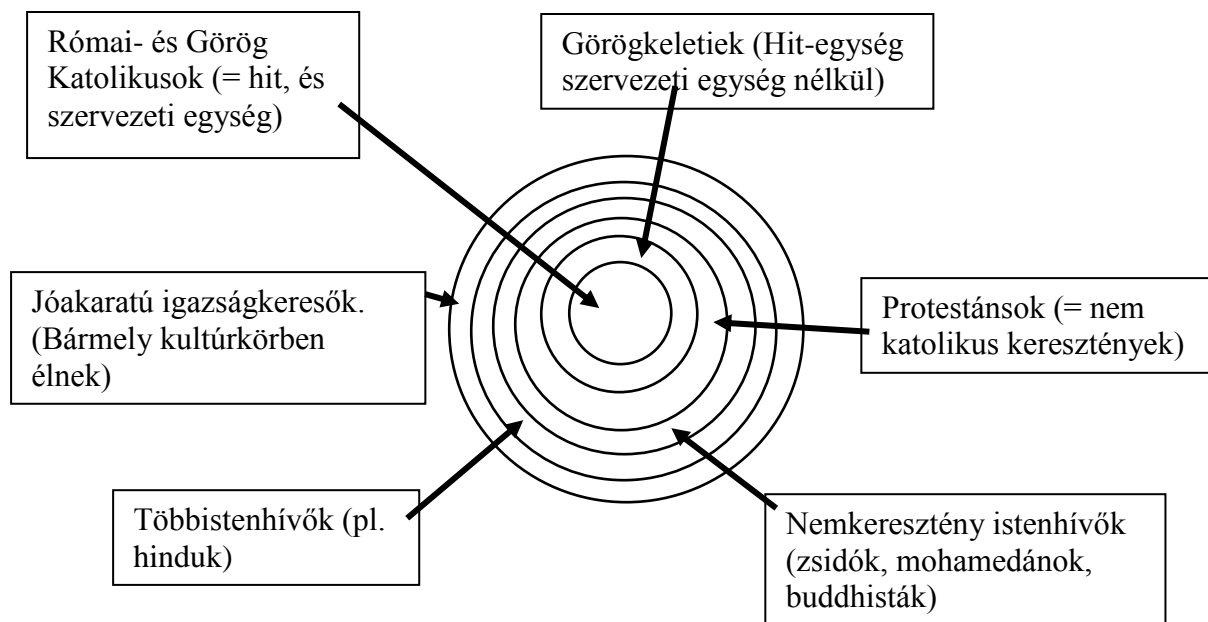 Római- és Görög
Katolikusok (= hit, és
szervezeti egység)
Görögkeletiek (Hit-egység
szervezeti egység nélkül)
Jóakaratú igazságkeresők.
(Bármely kultúrkörben
élnek)
Protestánsok (= nem
katolikus keresztények)
Többistenhívők (pl.
hinduk)
Nemkeresztény istenhívők
(zsidók, mohamedánok,
buddhisták)